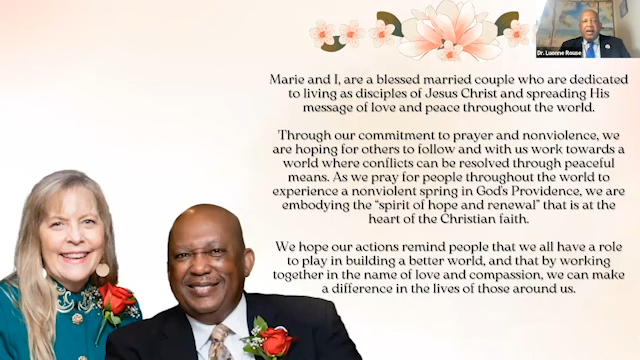 Dr. Luonne Rouse
Marie and I, are a blessed married couple who are dedicated
to living as disciples of Jesus Christ and spreading His
message of love and peace throughout the world.
Through our commitment to prayer and nonviolence, we
are hoping for others to follow and with us work towards a
world where conflicts can be resolved through peaceful
means. As we pray for people throughout the world to
experience a nonviolent spring in God's Providence, we are
embodying the “spirit of hope and renewal” that is at the
heart of the Christian faith.
We hope our actions remind people that we all have a role
to play in building a better world, and that by working
together in the name of love and compassion, we can make
a difference in the lives of those around us.